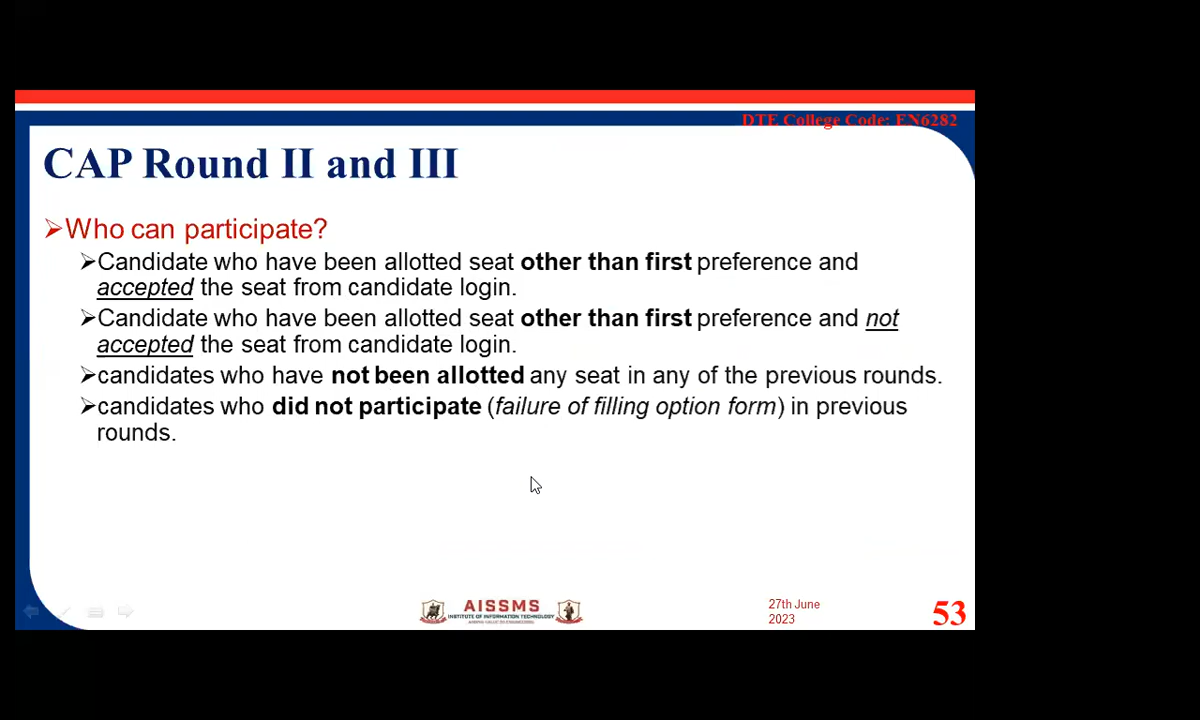 DTE College Code: EN6282
CAP Round II and III
➢Who can participate?
➢Candidate who have been allotted seat other than first preference and
accepted the seat from candidate login.
➢Candidate who have been allotted seat other than first preference and not
accepted the seat from candidate login.
➢candidates who have not been allotted any seat in any of the previous rounds.
➢candidates who did not participate (failure of filling option form) in previous
rounds.
AISSMS
INSTITUTE OF INFORMATION TECHNOLOGY
27th June
2023
53